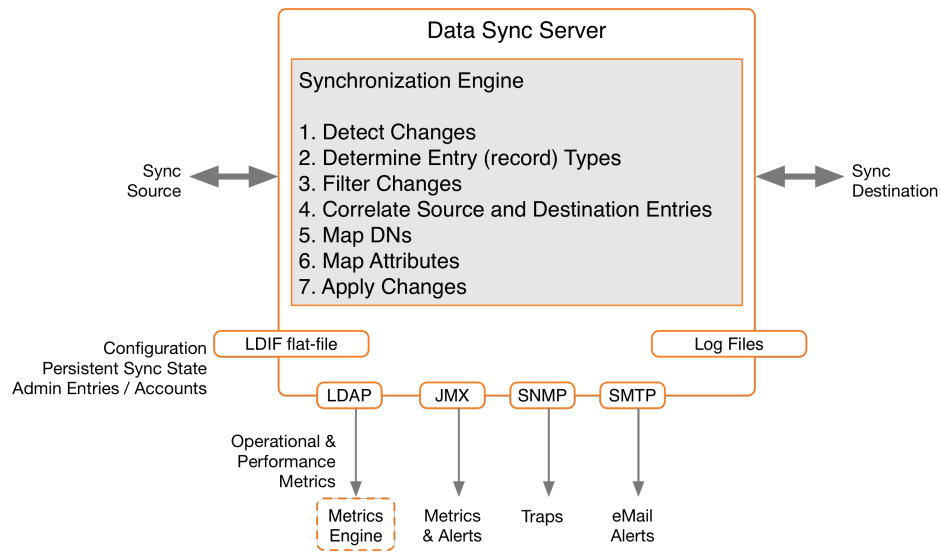 Data Sync Server
Synchronization Engine
1. Detect Changes
2. Determine Entry (record) Types
3. Filter Changes
4. Correlate Source and Destination Entries
5. Map DNs
6. Map Attributes
7. Apply Changes
Sync
Source
Sync
Destination
LDIF flat-file
Log Files
Configuration
Persistent Sync State
Admin Entries / Accounts
LDAP
JMX
SNMP
SMTP
Operational &
Performance
Metrics
Metrics
Engine
Metrics
& Alerts
Traps
eMail
Alerts